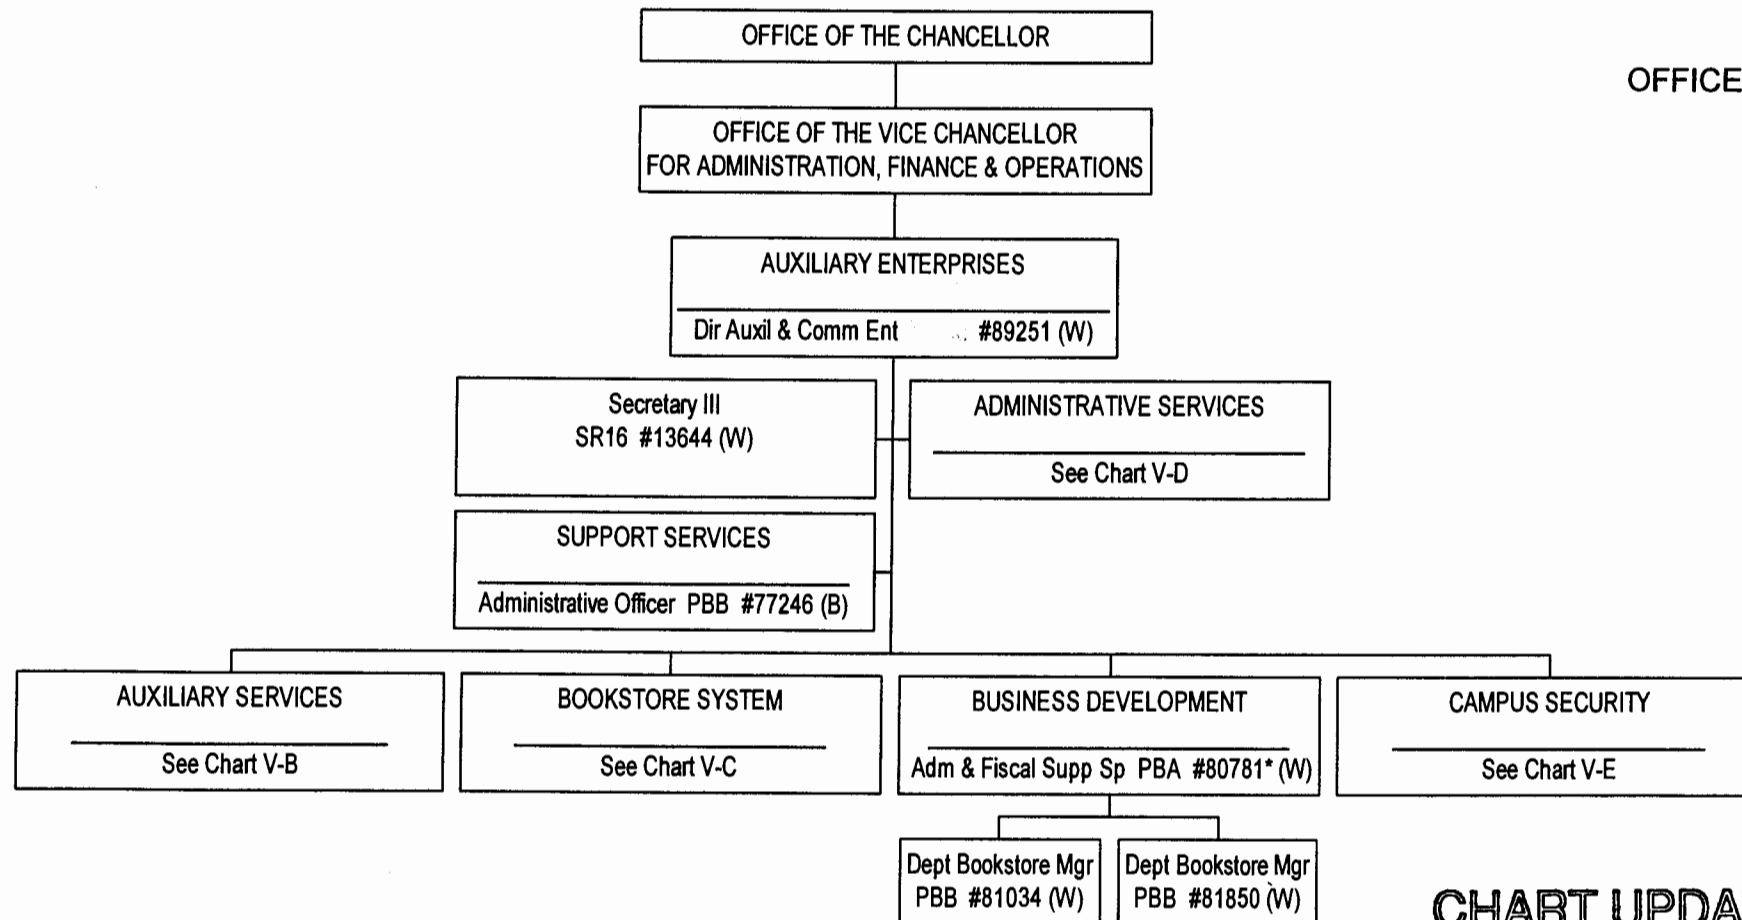 OFFICE OF THE CHANCELLOR
OFFICE
OFFICE OF THE VICE CHANCELLOR
FOR ADMINISTRATION, FINANCE & OPERATIONS
AUXILIARY ENTERPRISES
Dir Auxil & Comm Ent #89251 (W)
Secretary III
SR16 #13644 (W)
ADMINISTRATIVE SERVICES
See Chart V-D
SUPPORT SERVICES
Administrative Officer PBB #77246 (B)
AUXILIARY SERVICES
See Chart V-B
BOOKSTORE SYSTEM
See Chart V-C
BUSINESS DEVELOPMENT
Adm & Fiscal Supp Sp PBA #80781* (W)
CAMPUS SECURITY
See Chart V-E
Dept Bookstore Mgr
PBB #81034 (W)
Dept Bookstore Mgr
PBB #81850 (W)
CHART UPDA